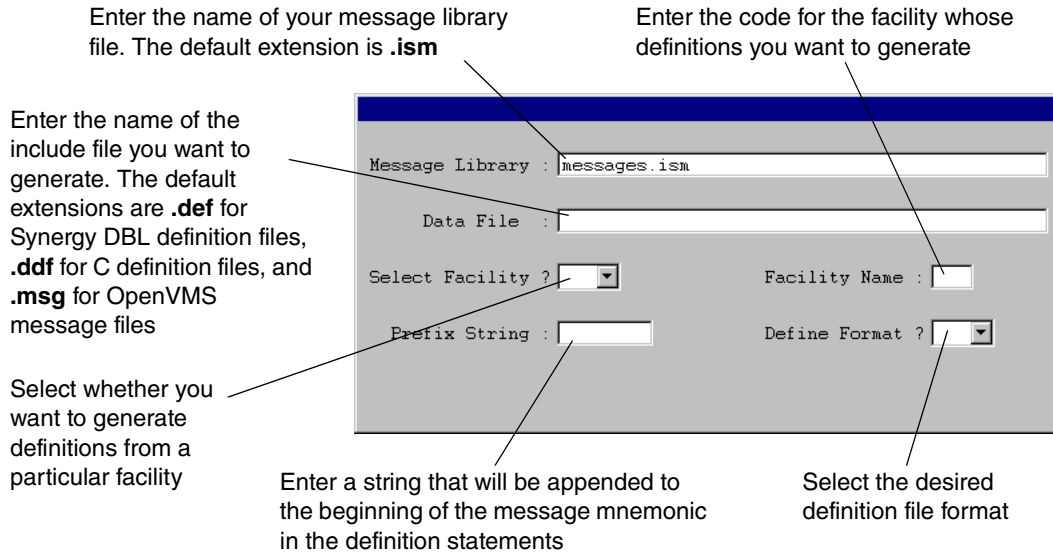 Enter the name of your message library
file. The default extension is .ism
Enter the code for the facility whose
definitions you want to generate
Enter the name of the
include file you want to
generate. The default
extensions are .def for
Synergy DBL definition files,
.ddf for C definition files, and
.msg for OpenVMS
message files
Message Library : messages.ism
Data File :
Select Facility ?
Facility Name :
Prefix String :
Define Format ?
Select whether you
want to generate
definitions from a
particular facility
Enter a string that will be appended to
the beginning of the message mnemonic
in the definition statements
Select the desired
definition file format